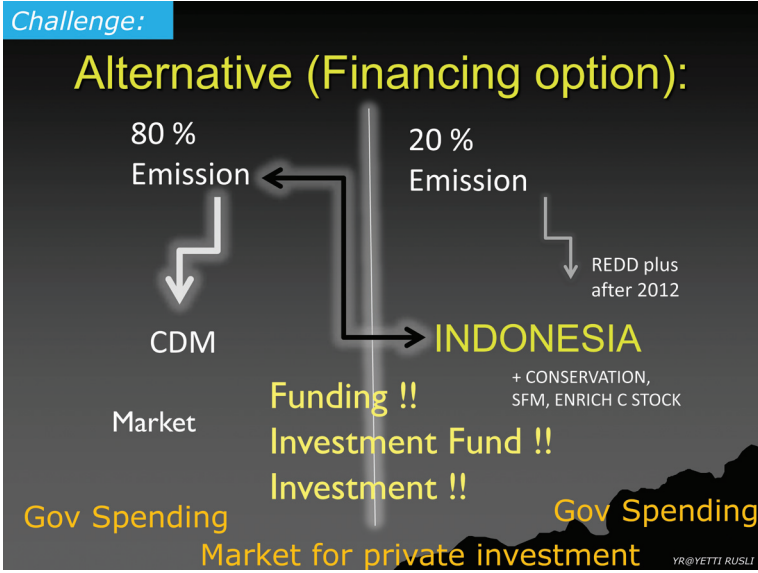 Challenge:
Alternative (Financing option):
80 %
Emission
20 %
Emission
REDD plus
after 2012
CDM
INDONESIA
+ CONSERVATION,
SFM, ENRICH C STOCK
Market
Funding !!
Investment Fund !!
Investment !!
Gov Spending
Gov Spending
Market for private investment
YR@YETTI RUSLI